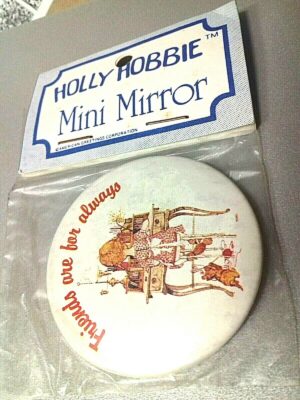 HOLLY HOBBIE™
Mini Mirror
© AMERICAN GREETINGS CORPORATION
Friends are for always